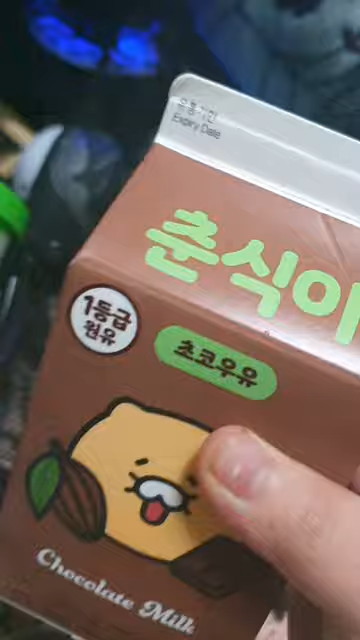 유통기한
Expiry Date
춘식이
1등급
원유
초코우유
Chocolate Milk